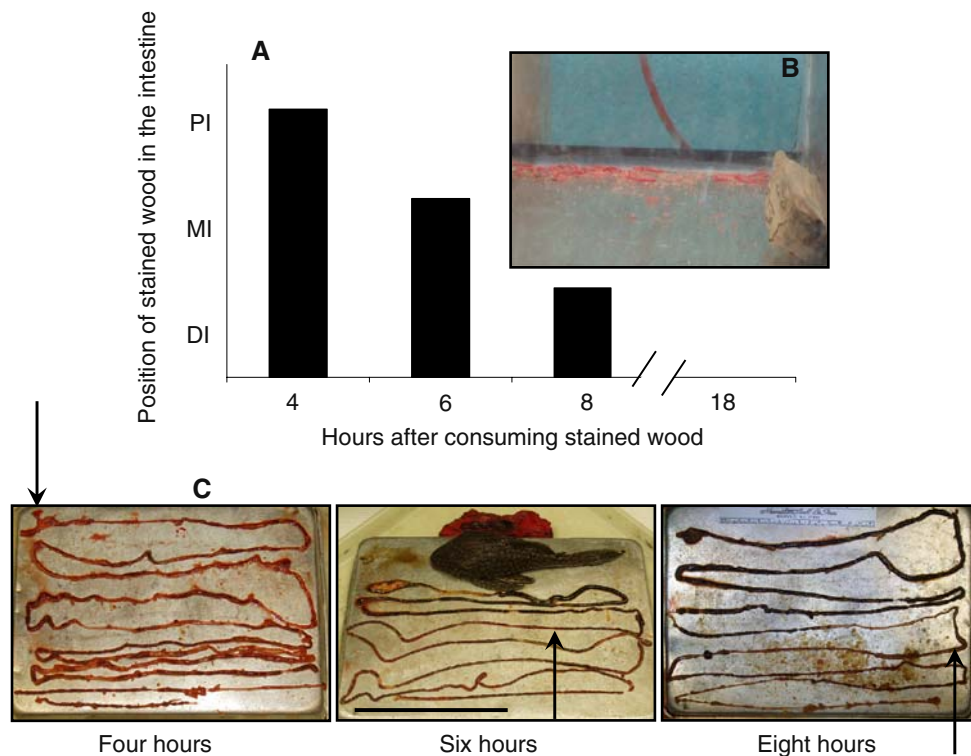 A
B
Position of stained wood in the intestine
PI
MI
DI
4 6 8 18
Hours after consuming stained wood
C
Four hours Six hours Eight hours